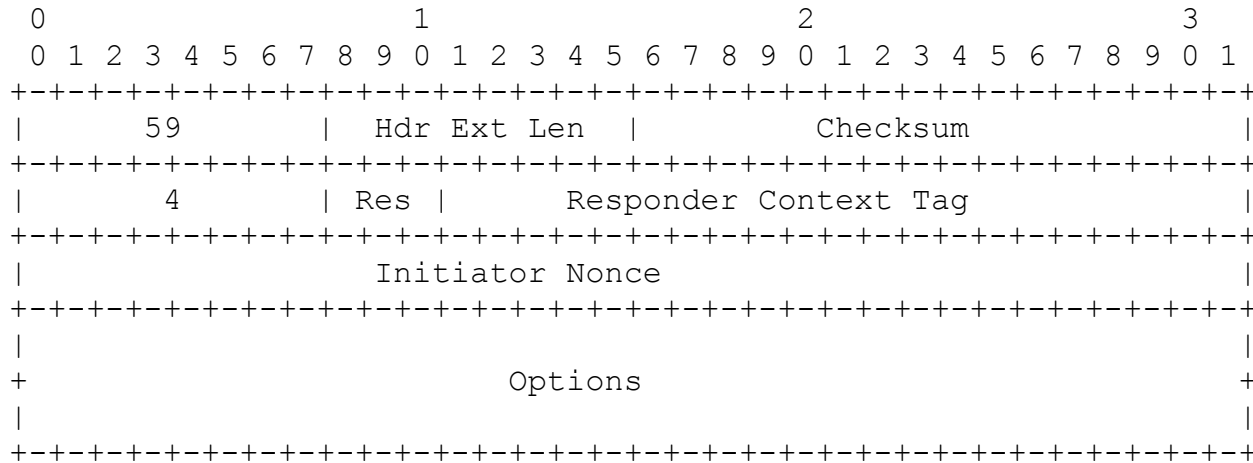 0                   1                   2                   3
 0 1 2 3 4 5 6 7 8 9 0 1 2 3 4 5 6 7 8 9 0 1 2 3 4 5 6 7 8 9 0 1
+-+-+-+-+-+-+-+-+-+-+-+-+-+-+-+-+-+-+-+-+-+-+-+-+-+-+-+-+-+-+-+-+
|      59       |  Hdr Ext Len  |         Checksum              |
+-+-+-+-+-+-+-+-+-+-+-+-+-+-+-+-+-+-+-+-+-+-+-+-+-+-+-+-+-+-+-+-+
|       4       | Res |      Responder Context Tag              |
+-+-+-+-+-+-+-+-+-+-+-+-+-+-+-+-+-+-+-+-+-+-+-+-+-+-+-+-+-+-+-+-+
|                  Initiator Nonce                              |
+-+-+-+-+-+-+-+-+-+-+-+-+-+-+-+-+-+-+-+-+-+-+-+-+-+-+-+-+-+-+-+-+
|                                                               |
+                         Options                               +
|                                                               |
+-+-+-+-+-+-+-+-+-+-+-+-+-+-+-+-+-+-+-+-+-+-+-+-+-+-+-+-+-+-+-+-+